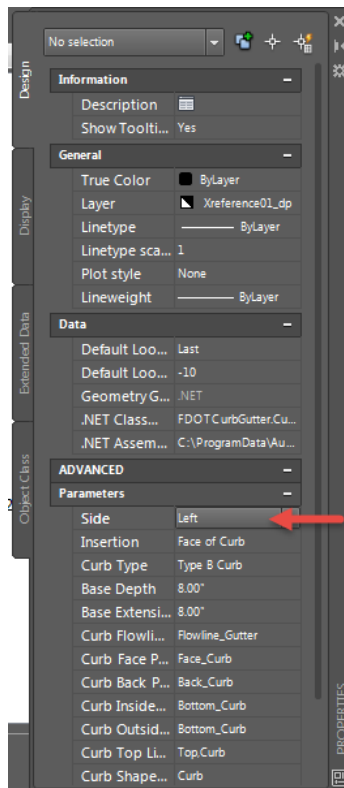 No selection
Design
Information
Description
Show Toolti... Yes
General
True Color ByLayer
Layer Xreference01_dp
Display
Linetype ByLayer
Linetype sca... 1
Plot style None
Lineweight ByLayer
Data
Extended Data
Default Loo... Last
Default Loo... -10
Geometry G... .NET
.NET Class... FDOTCurbGutter.Cu...
.NET Assem... C:\ProgramData\Au...
ADVANCED
Object Class
Parameters
Side Left
Insertion Face of Curb
Curb Type Type B Curb
Base Depth 8.00"
Base Extensi... 8.00"
Curb Flowli... Flowline_Gutter
Curb Face P... Face_Curb
Curb Back P... Back_Curb
Curb Inside... Bottom_Curb
Curb Outsid... Bottom_Curb
Curb Top Li... Top,Curb
Curb Shape... Curb
PROPERTIES